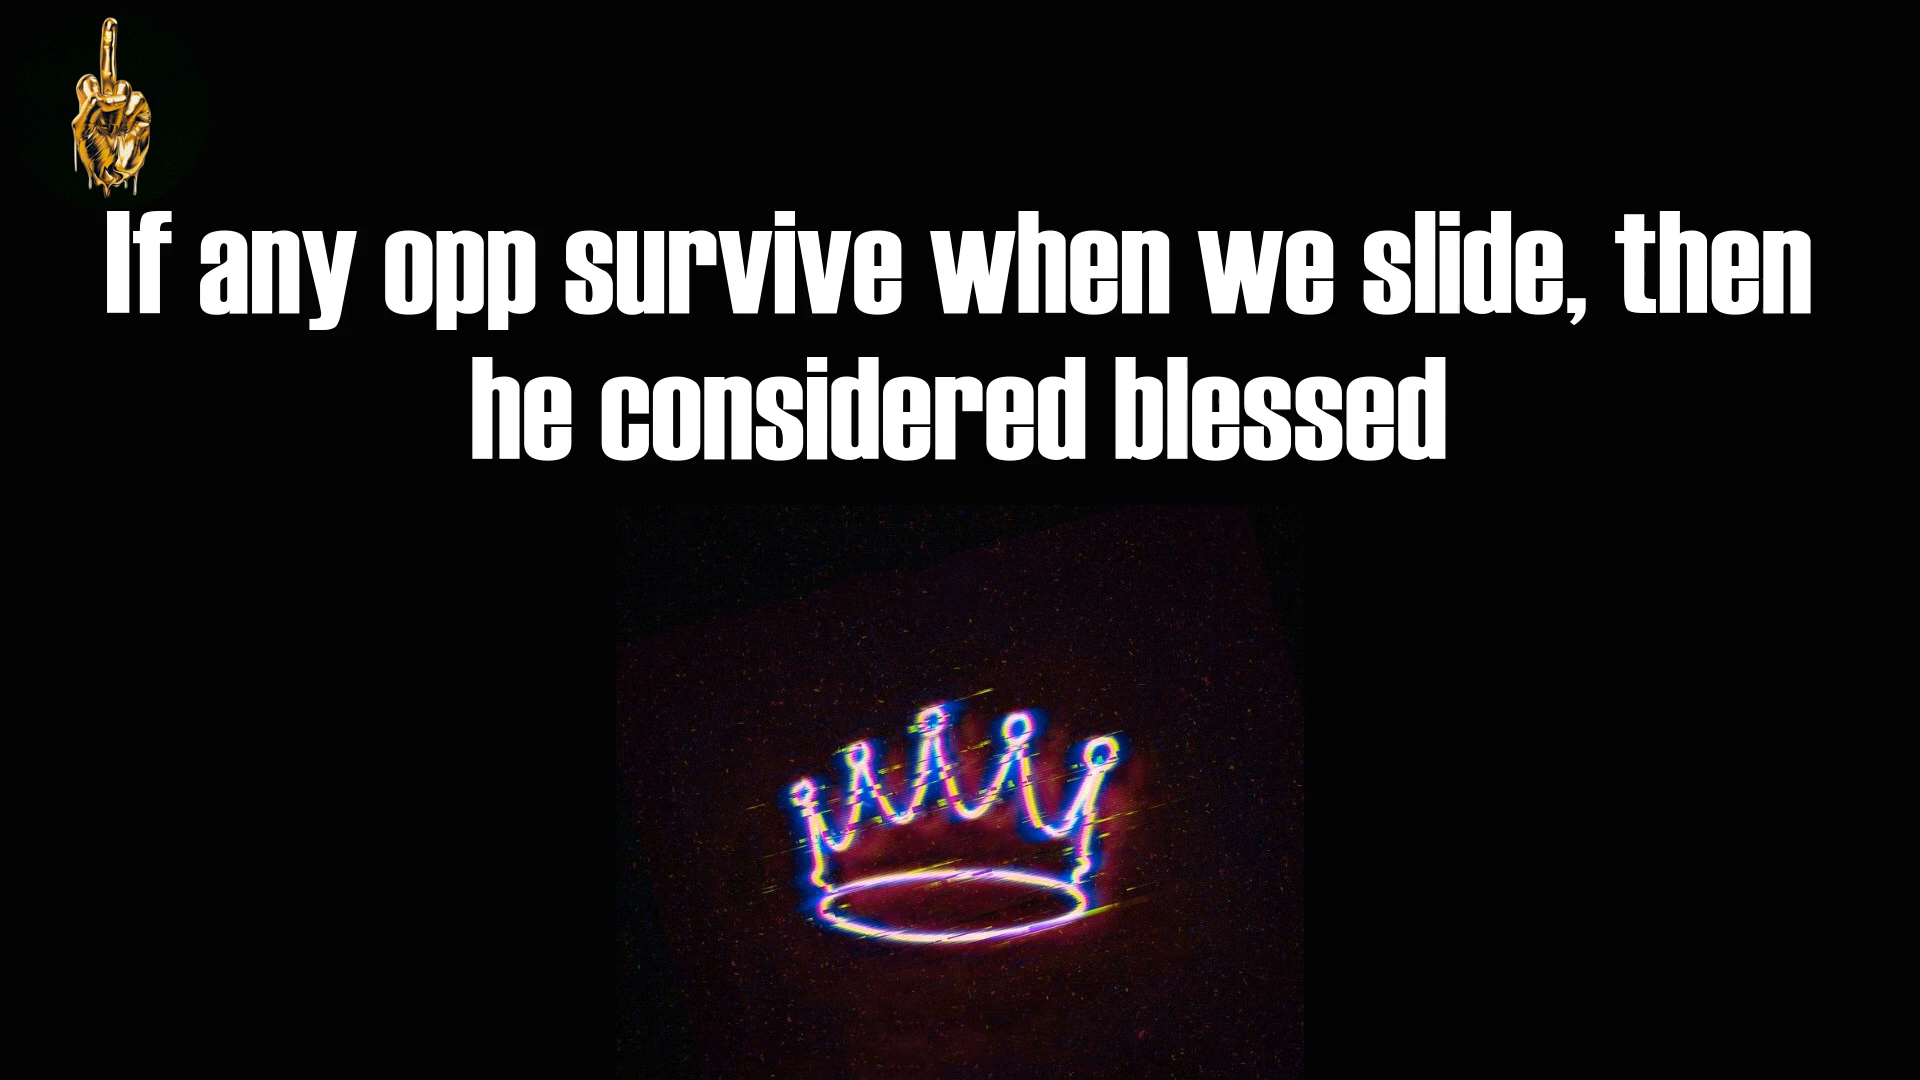 If any opp survive when we slide, then
he considered blessed